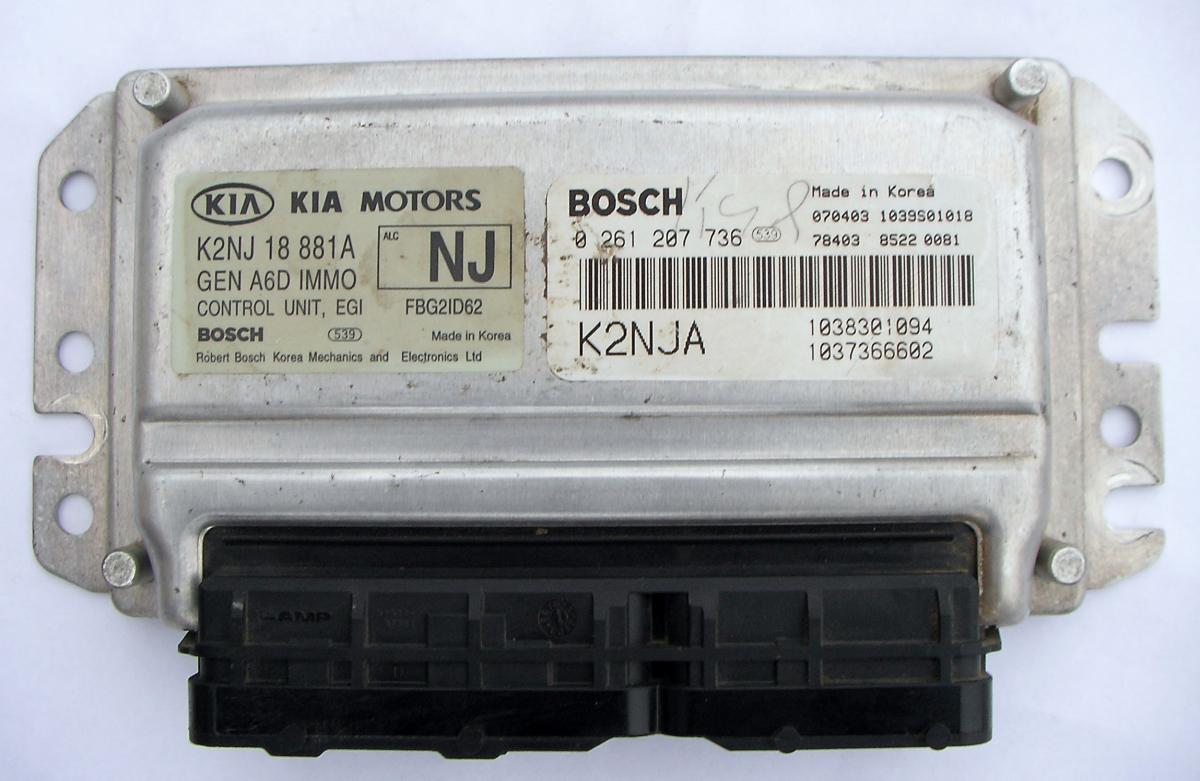 KIA KIA MOTORS
K2NJ 18 881A
ALC
NJ
GEN A6D IMMO
CONTROL UNIT, EGI
FBG2ID62
BOSCH 539 Made in Korea
Robert Bosch Korea Mechanics and Electronics Ltd
BOSCH
Made in Korea
070403 1039S01018
0 261 207 736 539
78403 8522 0081
K2NJA
1038301094
1037366602
AMP